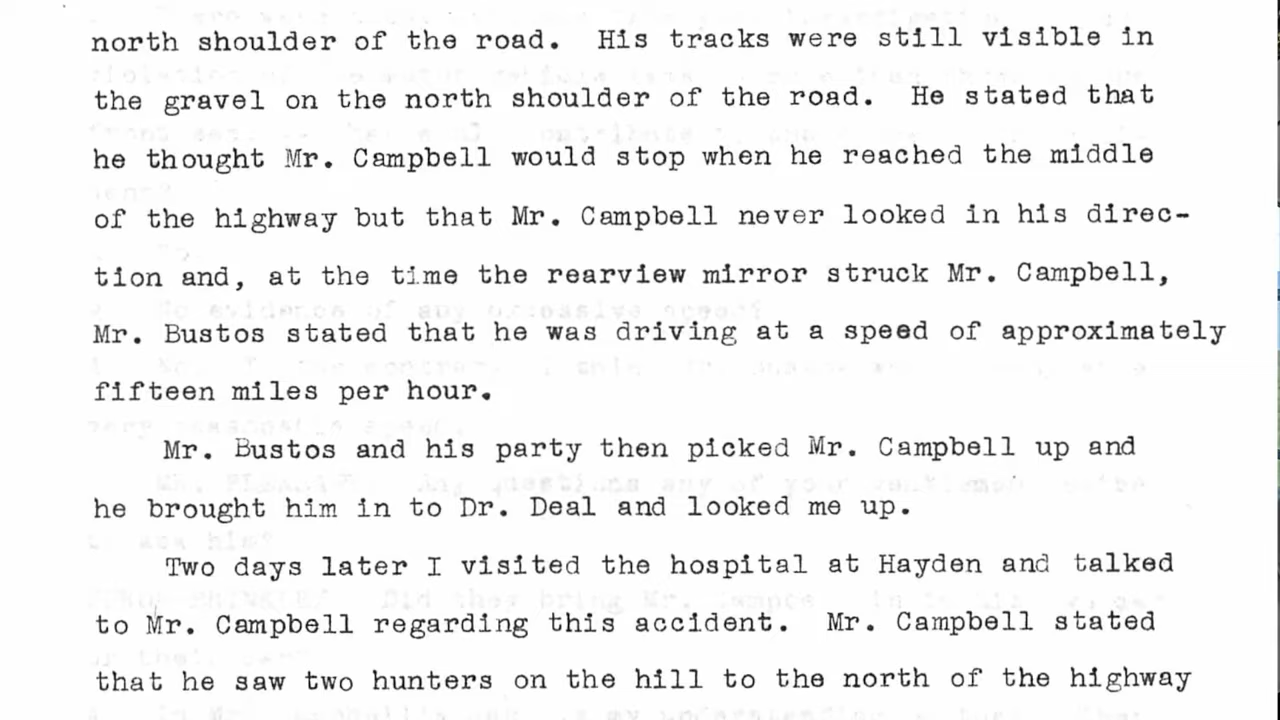 north shoulder of the road. His tracks were still visible in
the gravel on the north shoulder of the road. He stated that
he thought Mr. Campbell would stop when he reached the middle
of the highway but that Mr. Campbell never looked in his direc-
tion and, at the time the rearview mirror struck Mr. Campbell,
Mr. Bustos stated that he was driving at a speed of approximately
fifteen miles per hour.
Mr. Bustos and his party then picked Mr. Campbell up and
he brought him in to Dr. Deal and looked me up.
Two days later I visited the hospital at Hayden and talked
to Mr. Campbell regarding this accident. Mr. Campbell stated
that he saw two hunters on the hill to the north of the highway